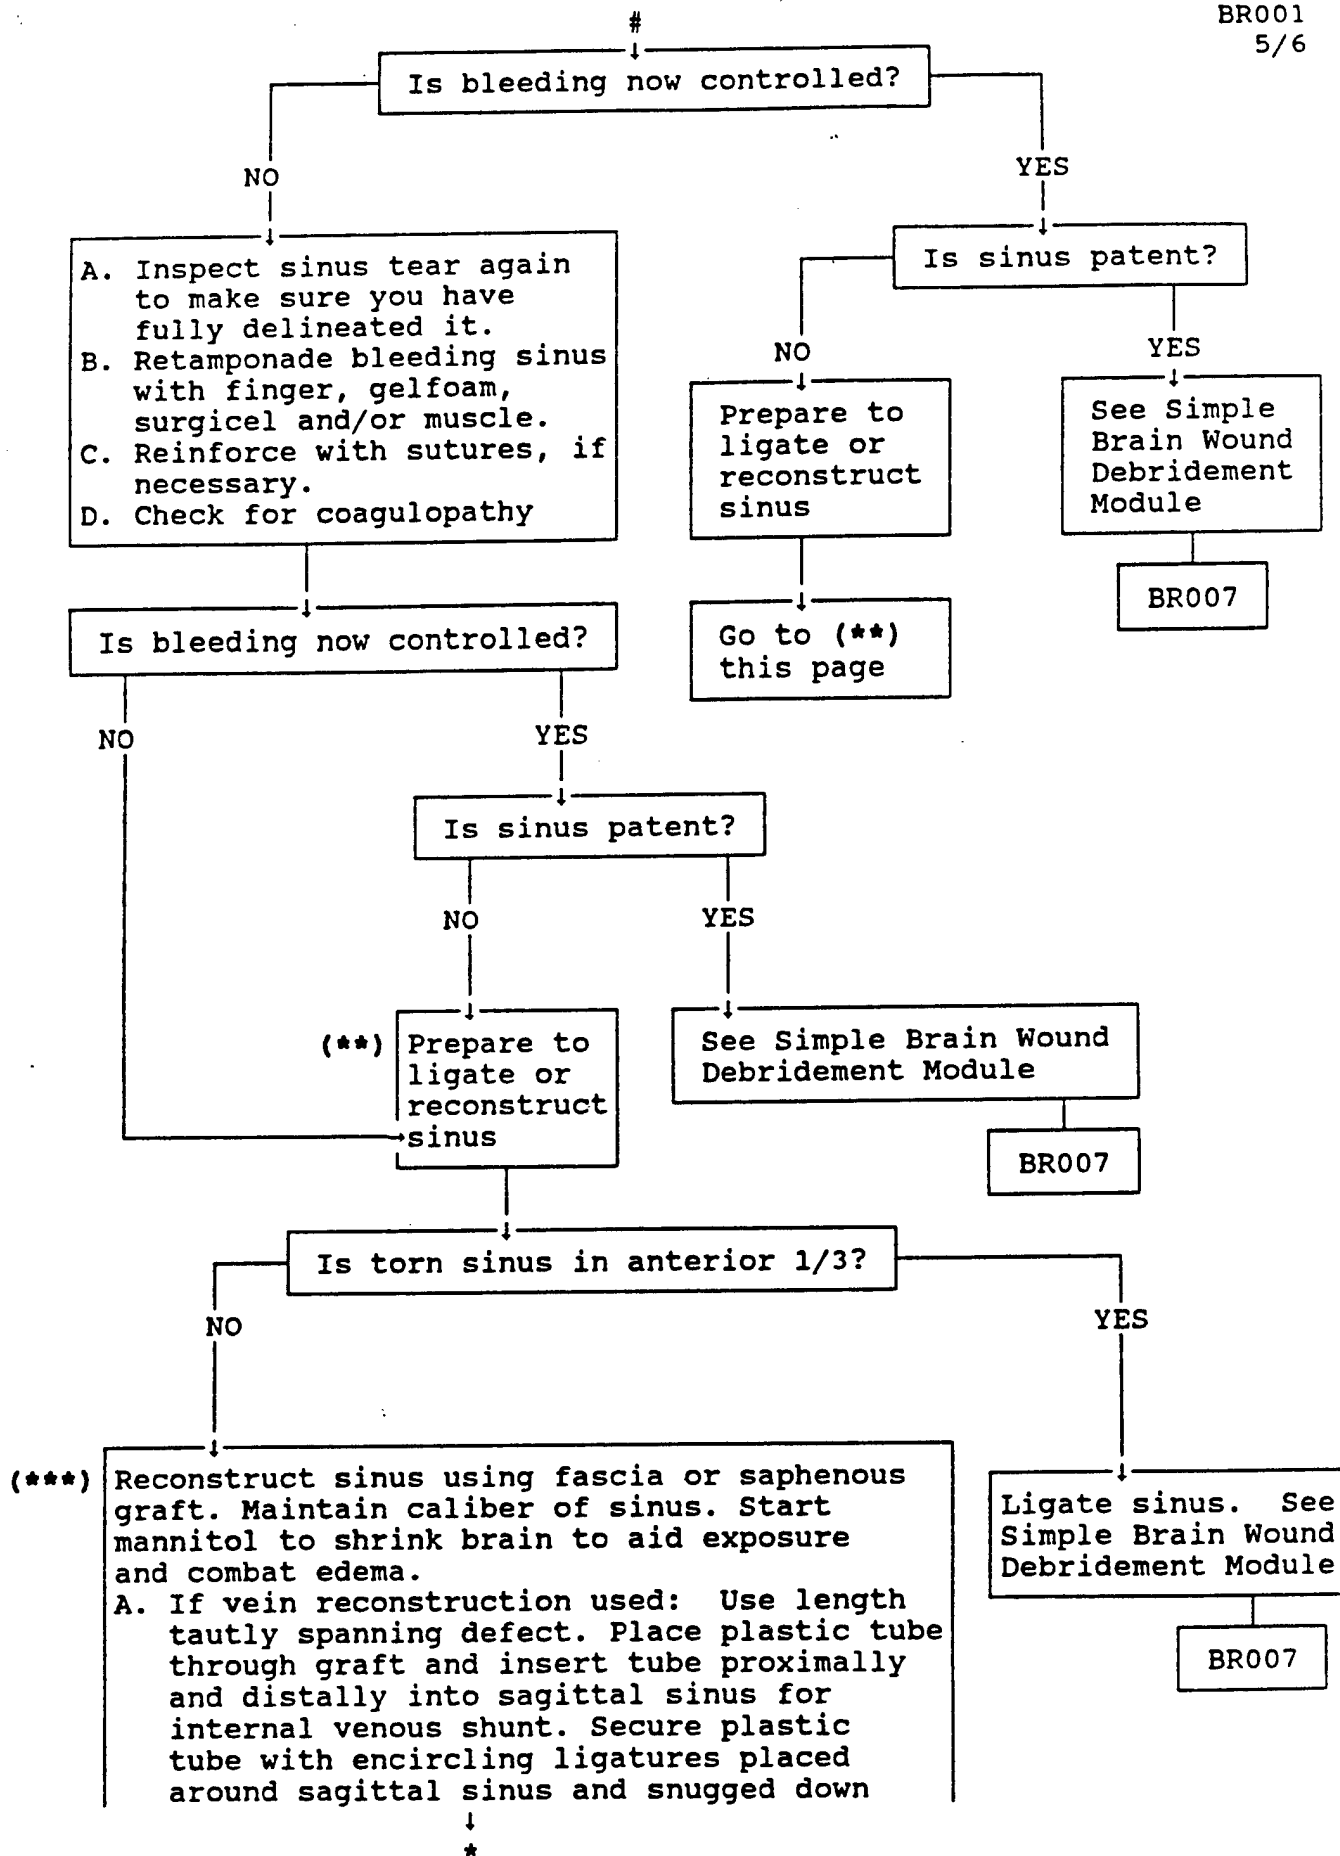 BR001
5/6
#
Is bleeding now controlled?
NO
YES
A. Inspect sinus tear again
to make sure you have
fully delineated it.
B. Retamponade bleeding sinus
with finger, gelfoam,
surgicel and/or muscle.
C. Reinforce with sutures, if
necessary.
D. Check for coagulopathy
Is sinus patent?
NO
YES
Prepare to
ligate or
reconstruct
sinus
See Simple
Brain Wound
Debridement
Module
BR007
Go to (**)
this page
Is bleeding now controlled?
NO
YES
Is sinus patent?
NO
YES
(**) Prepare to
ligate or
reconstruct
sinus
See Simple Brain Wound
Debridement Module
BR007
Is torn sinus in anterior 1/3?
NO
YES
(***) Reconstruct sinus using fascia or saphenous
graft. Maintain caliber of sinus. Start
mannitol to shrink brain to aid exposure
and combat edema.
A. If vein reconstruction used: Use length
tautly spanning defect. Place plastic tube
through graft and insert tube proximally
and distally into sagittal sinus for
internal venous shunt. Secure plastic
tube with encircling ligatures placed
around sagittal sinus and snugged down
*
Ligate sinus. See
Simple Brain Wound
Debridement Module
BR007